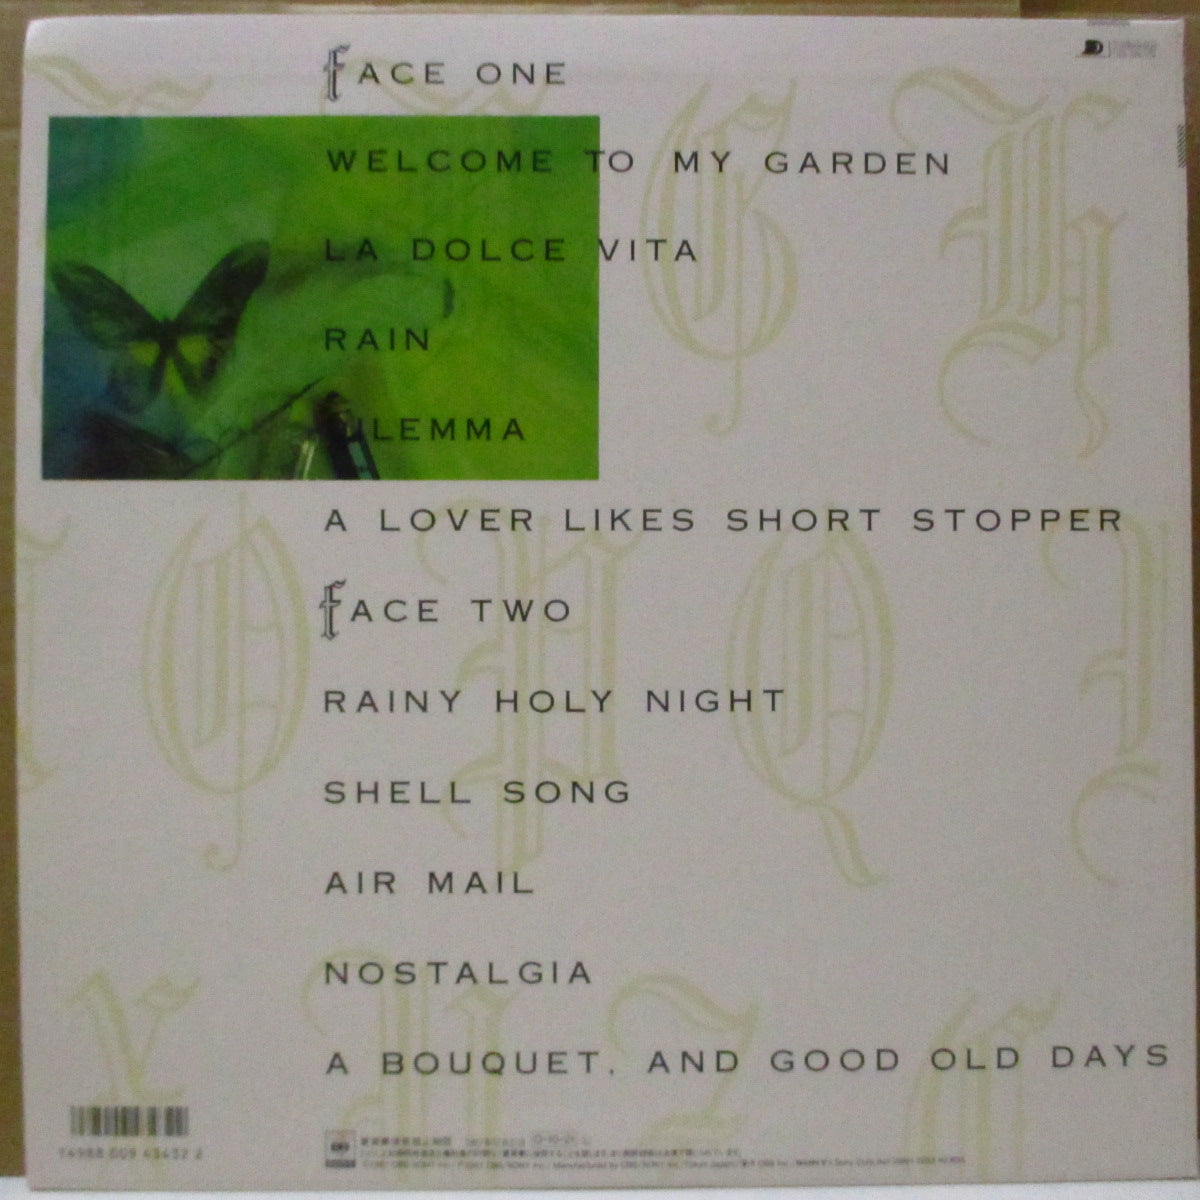 FACE ONE
WELCOME TO MY GARDEN
LA DOLCE VITA
RAIN
DILEMMA
A LOVER LIKES SHORT STOPPER
FACE TWO
RAINY HOLY NIGHT
SHELL SONG
AIR MAIL
NOSTALGIA
A BOUQUET, AND GOOD OLD DAYS